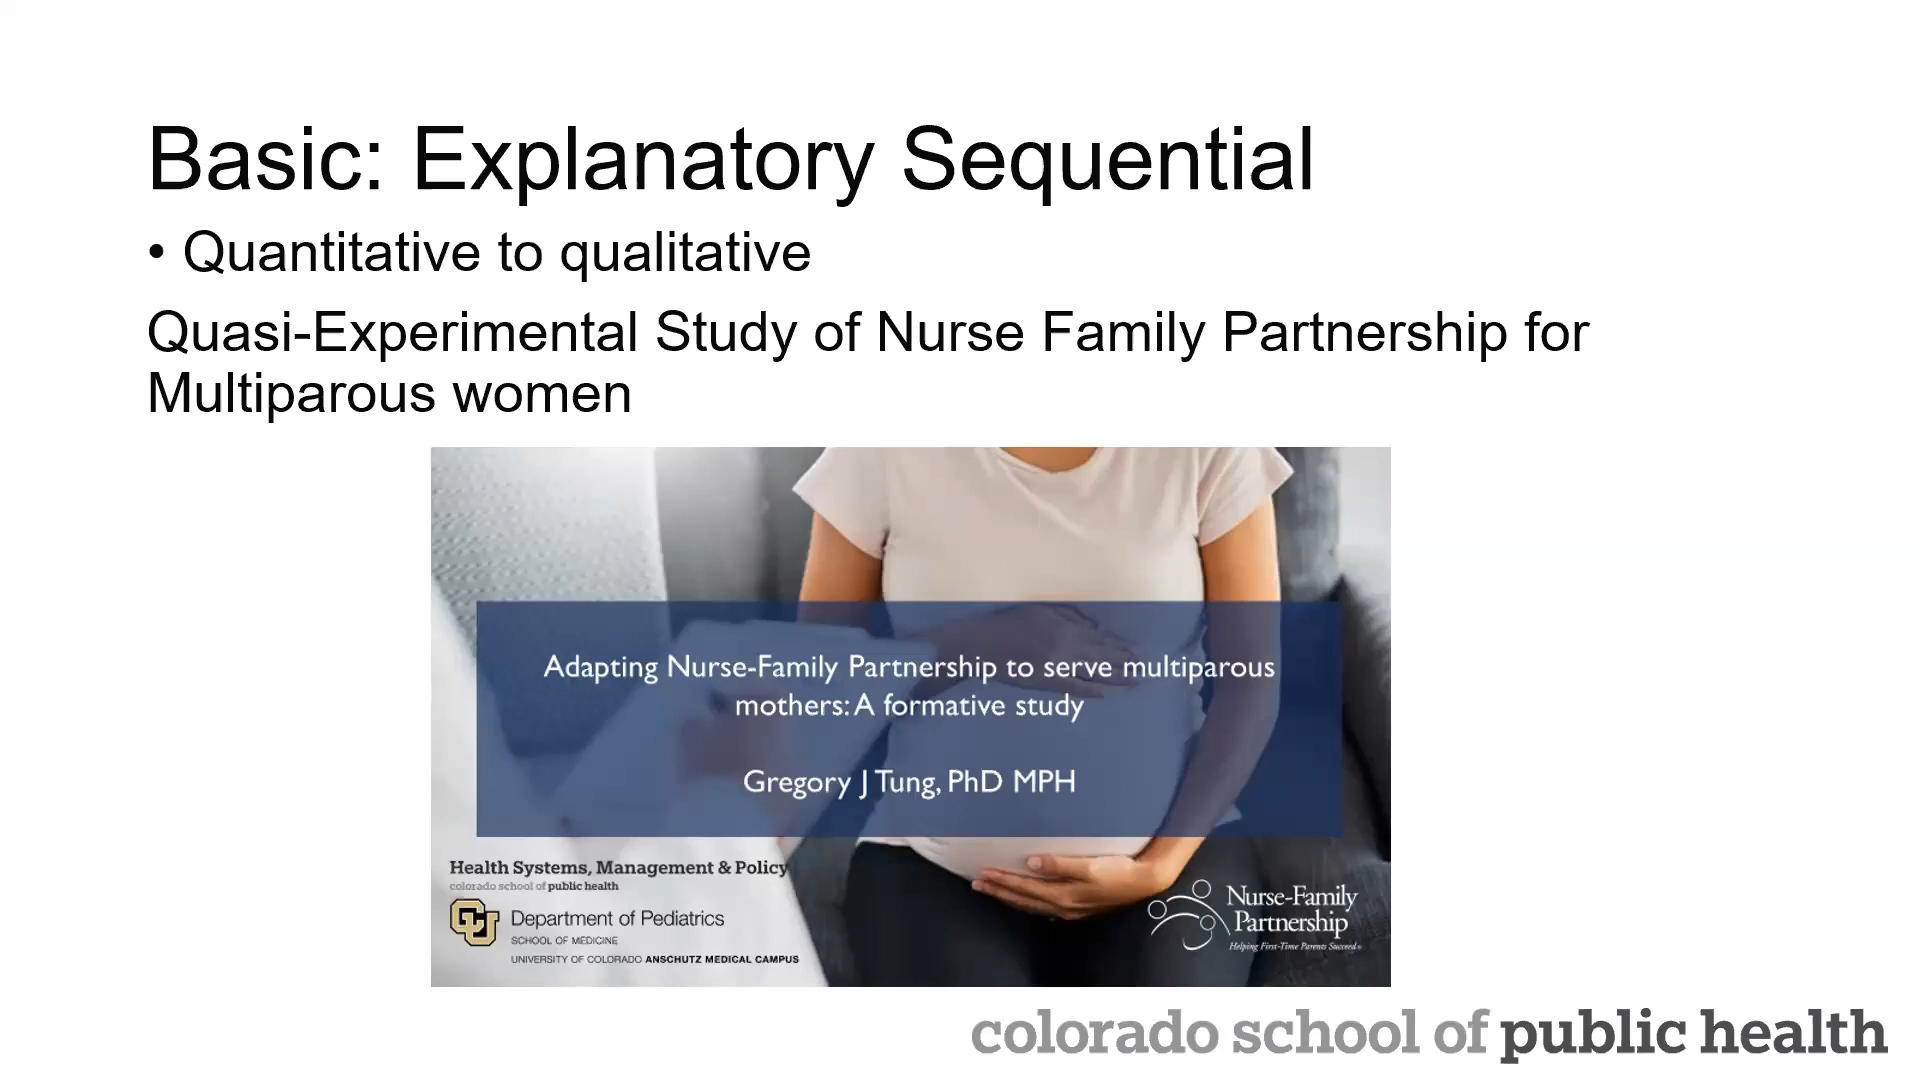 Basic: Explanatory Sequential
• Quantitative to qualitative
Quasi-Experimental Study of Nurse Family Partnership for
Multiparous women
Adapting Nurse-Family Partnership to serve multiparous
mothers: A formative study
Gregory J Tung, PhD MPH
Health Systems, Management & Policy
colorado school of public health
CU
Department of Pediatrics
SCHOOL OF MEDICINE
UNIVERSITY OF COLORADO ANSCHUTZ MEDICAL CAMPUS
Nurse-Family
Partnership
Helping First-Time Parents Succeed®
colorado school of public health